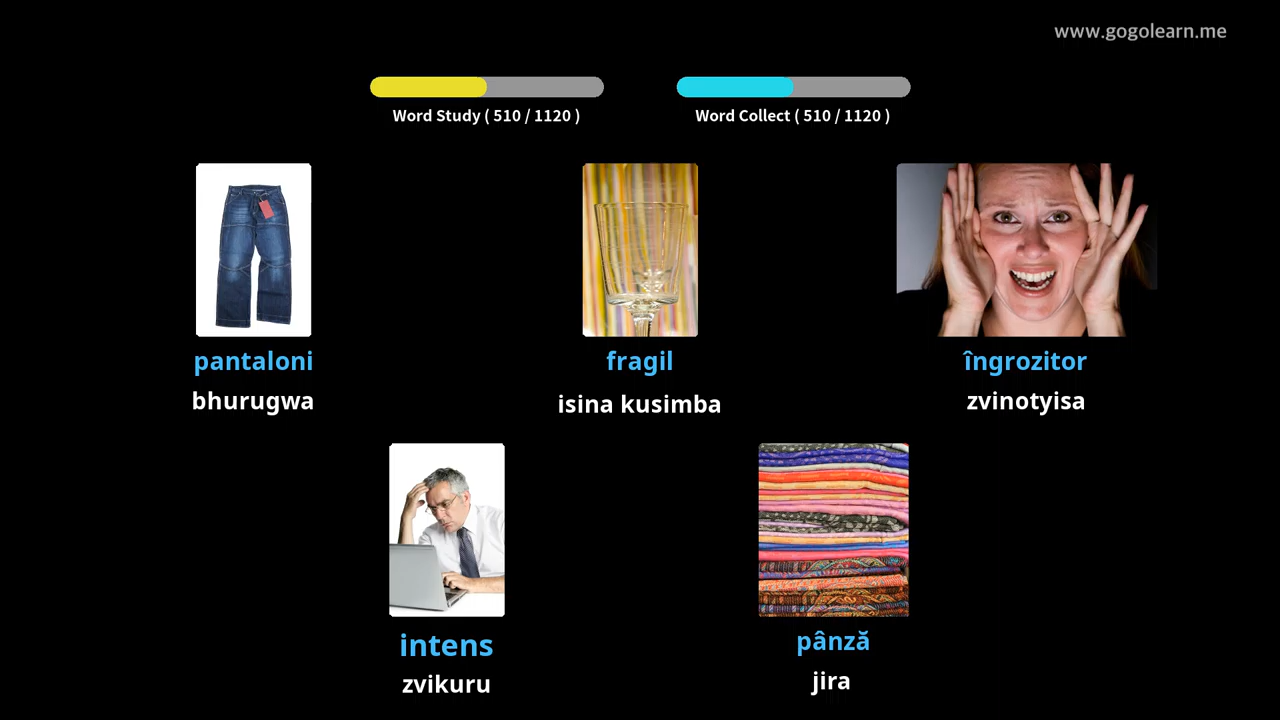 www.gogolearn.me
Word Study ( 510 / 1120 )
Word Collect ( 510 / 1120 )
pantaloni
bhurugwa
fragil
isina kusimba
îngrozitor
zvinotyisa
intens
zvikuru
pânză
jira